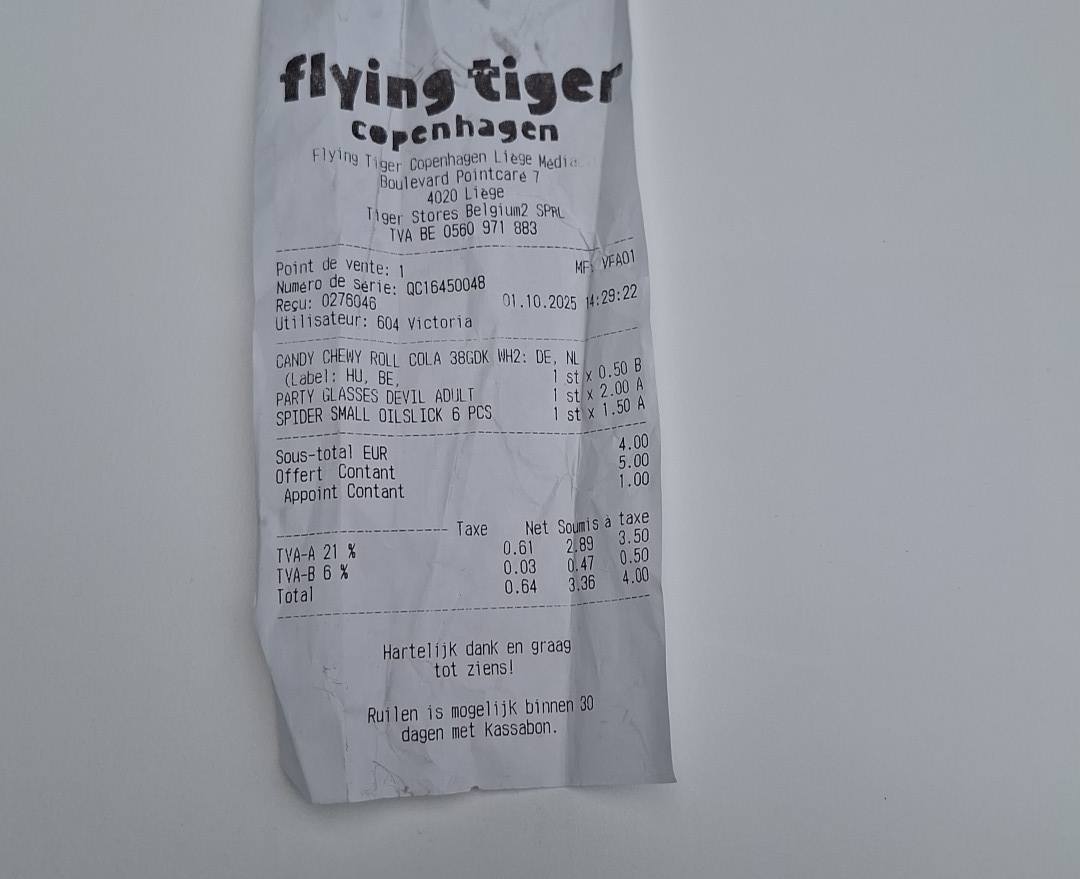 flying tiger
copenhagen
Flying Tiger Copenhagen Liege Media
Boulevard Pointcaré 7
4020 Liège
Tiger Stores Belgium2 SPRL
TVA BE 0560 971 883
Point de vente: 1 MF: VFA01
Numéro de série: QC16450048
Reçu: 0276046 01.10.2025 14:29:22
Utilisateur: 604 Victoria
CANDY CHEWY ROLL COLA 38GDK WH2: DE, NL
(Label: HU, BE, 1 st x 0.50 B
PARTY GLASSES DEVIL ADULT 1 st x 2.00 A
SPIDER SMALL OILSLICK 6 PCS 1 st x 1.50 A
Sous-total EUR 4.00
Offert Contant 5.00
Appoint Contant 1.00
Taxe Net Soumis à taxe
TVA-A 21 % 0.61 2.89 3.50
TVA-B 6 % 0.03 0.47 0.50
Total 0.64 3.36 4.00
Hartelijk dank en graag
tot ziens!
Ruilen is mogelijk binnen 30
dagen met Kassabon.